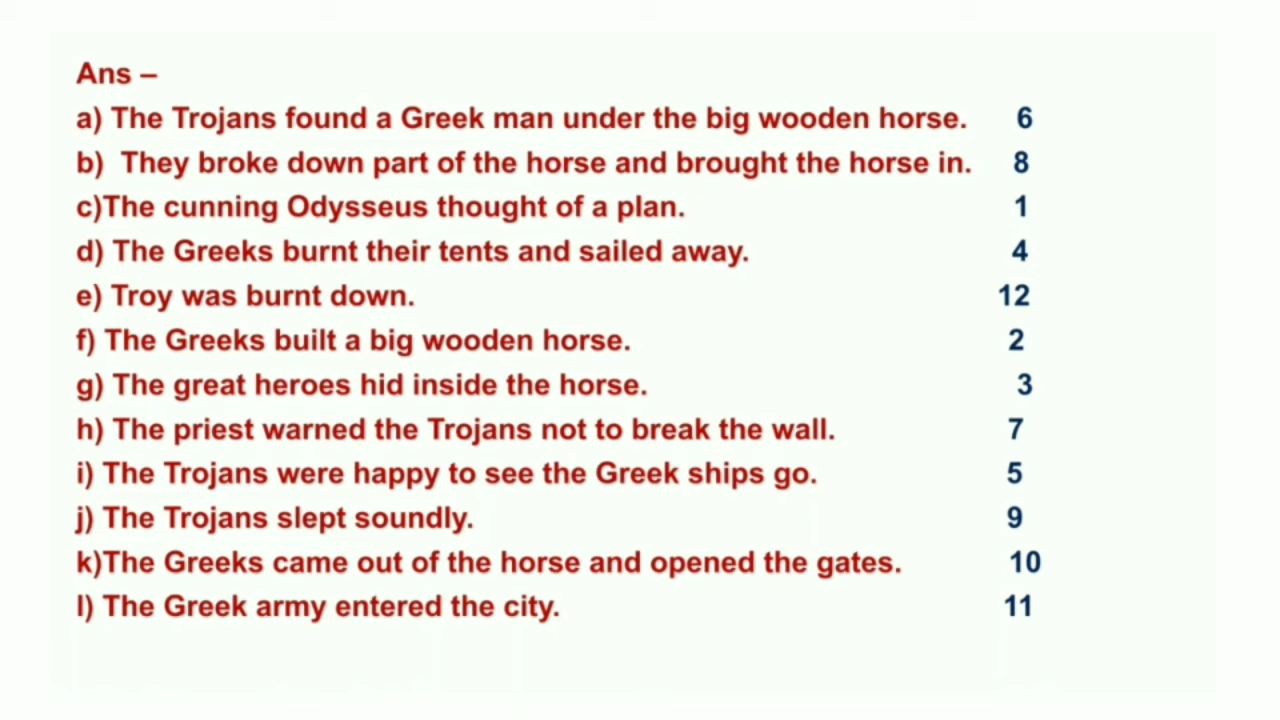 Ans –
a) The Trojans found a Greek man under the big wooden horse. 6
b) They broke down part of the horse and brought the horse in. 8
c)The cunning Odysseus thought of a plan. 1
d) The Greeks burnt their tents and sailed away. 4
e) Troy was burnt down. 12
f) The Greeks built a big wooden horse. 2
g) The great heroes hid inside the horse. 3
h) The priest warned the Trojans not to break the wall. 7
i) The Trojans were happy to see the Greek ships go. 5
j) The Trojans slept soundly. 9
k)The Greeks came out of the horse and opened the gates. 10
l) The Greek army entered the city. 11